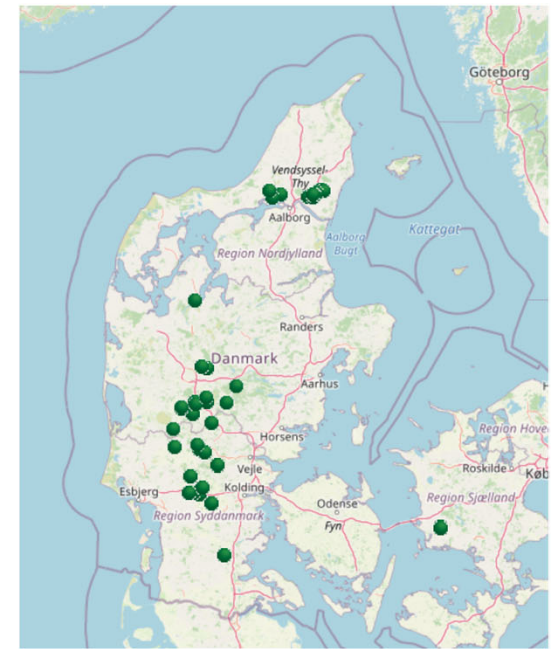 Göteborg
Vendsyssel-
Thy
Aalborg
Aalborg
Bugt
Kattegat
Region Nordjylland
Randers
Danmark
Aarhus
Horsens
Region Hove
Roskilde
Køb
Vejle
Esbjerg
Kolding
Region Sjælland
Odense
Region Syddanmark
Fyn
H